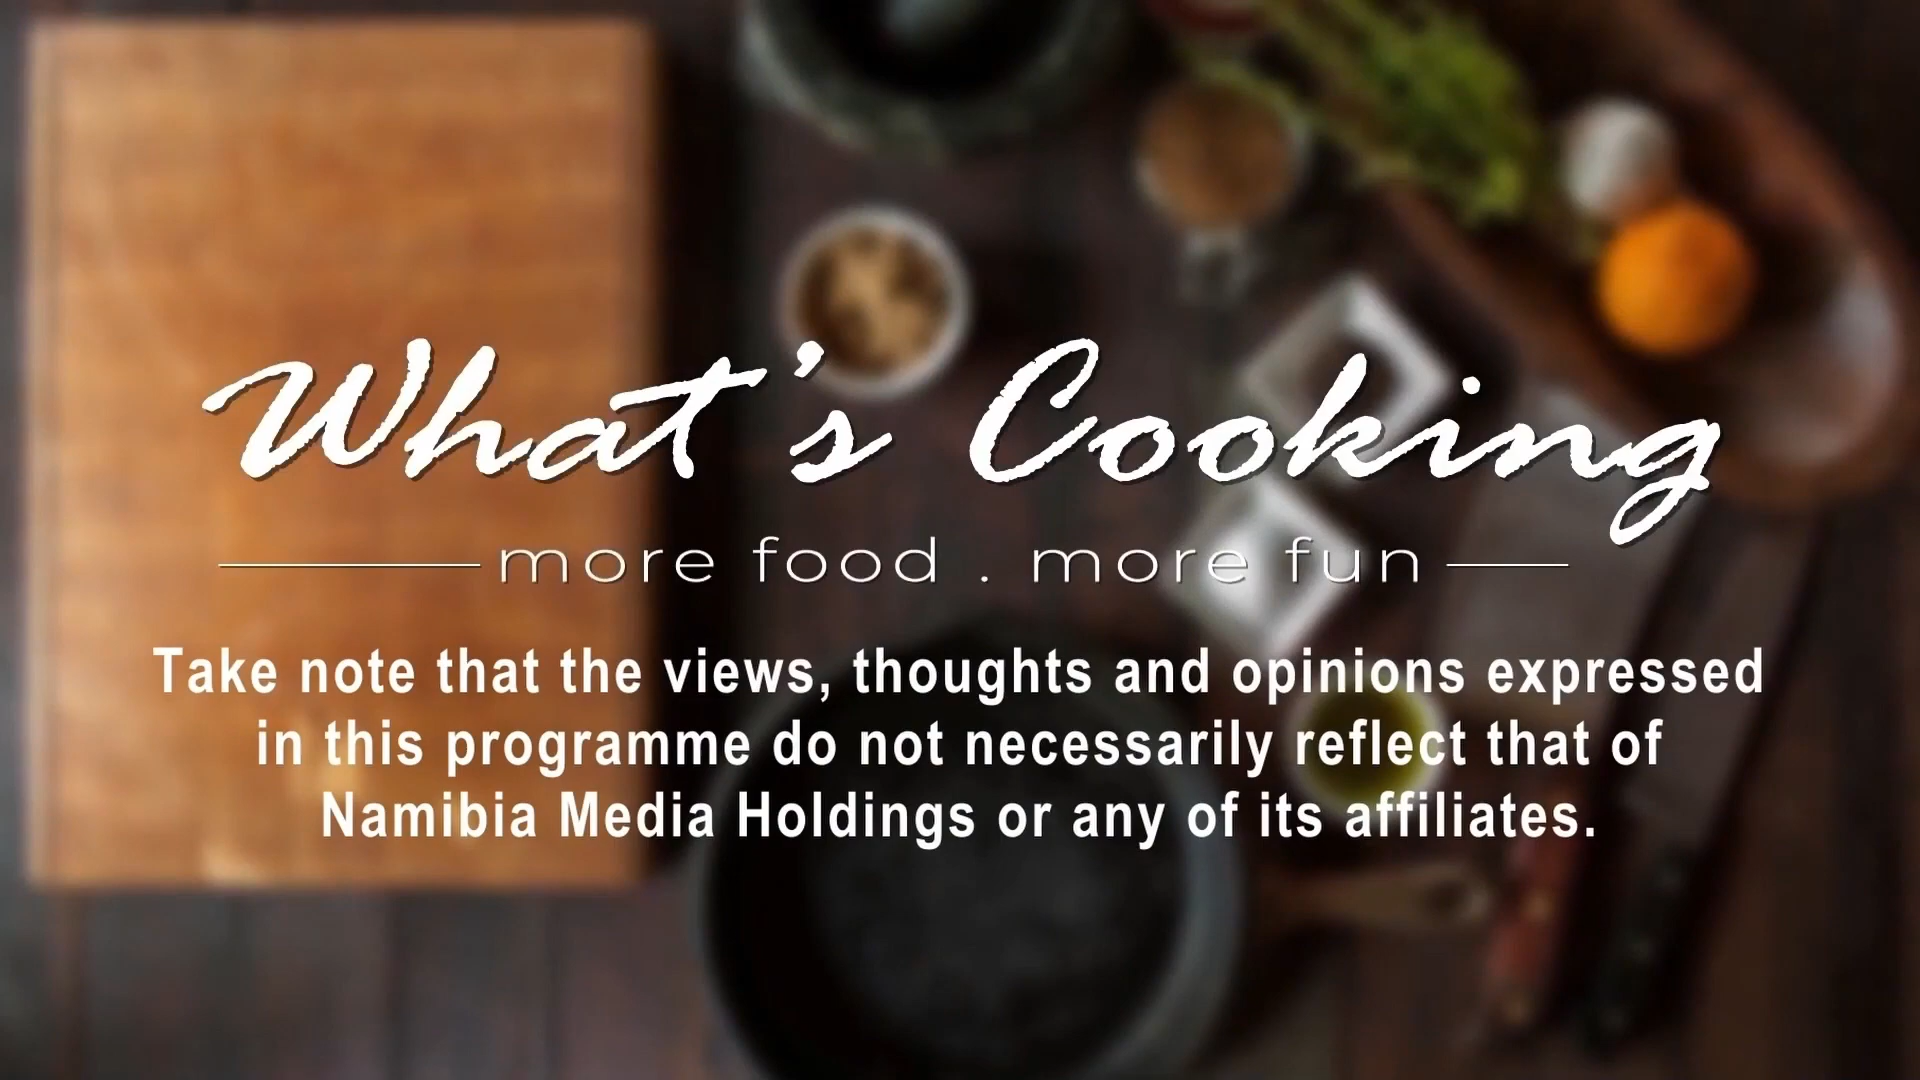 What's Cooking
more food . more fun
Take note that the views, thoughts and opinions expressed
in this programme do not necessarily reflect that of
Namibia Media Holdings or any of its affiliates.